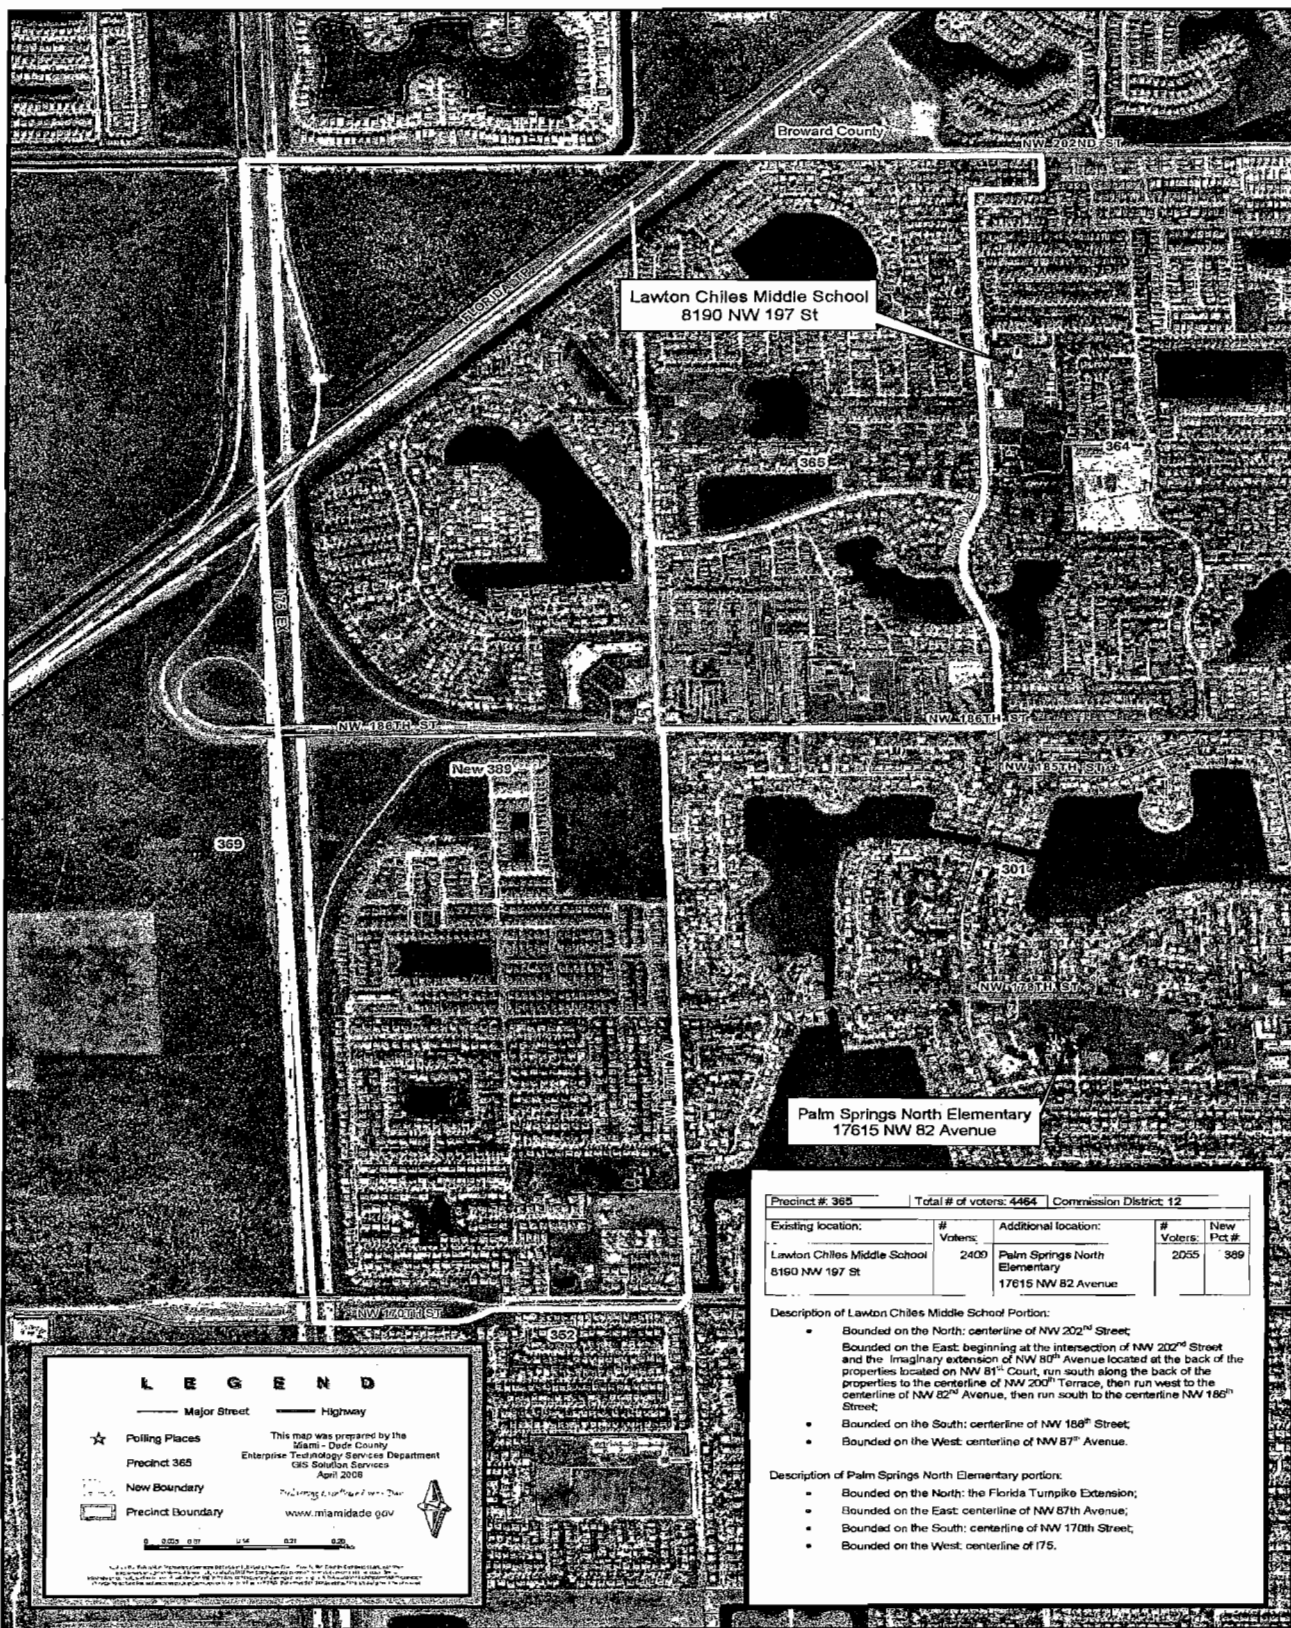 Broward County
NW 202ND ST
FLORIDA TPKE
Lawton Chiles Middle School
8190 NW 197 St
365
364
NW 186TH ST
NW 186TH ST
New 389
NW 185TH ST
369
301
NW 178TH ST
Palm Springs North Elementary
17615 NW 82 Avenue
NW 170TH ST
352
Precinct #: 365 Total # of voters: 4464 Commission District: 12
Existing location: # Voters: Additional location: # Voters: New Pct #:
Lawton Chiles Middle School 2409 Palm Springs North Elementary 2055 389
8190 NW 197 St 17615 NW 82 Avenue
Description of Lawton Chiles Middle School Portion:
• Bounded on the North: centerline of NW 202nd Street;
Bounded on the East: beginning at the intersection of NW 202nd Street
and the imaginary extension of NW 80th Avenue located at the back of the
properties located on NW 81st Court, run south along the back of the
properties to the centerline of NW 200th Terrace, then run west to the
centerline of NW 82nd Avenue, then run south to the centerline NW 186th
Street;
• Bounded on the South: centerline of NW 186th Street;
• Bounded on the West: centerline of NW 87th Avenue.
Description of Palm Springs North Elementary portion:
• Bounded on the North: the Florida Turnpike Extension;
• Bounded on the East: centerline of NW 87th Avenue;
• Bounded on the South: centerline of NW 170th Street;
• Bounded on the West: centerline of I75.
LEGEND
Major Street Highway
Polling Places
Precinct 365
New Boundary
Precinct Boundary
This map was prepared by the
Miami - Dade County
Enterprise Technology Services Department
GIS Solution Services
April 2008
Delivering Excellence Every Day
www.miamidade.gov